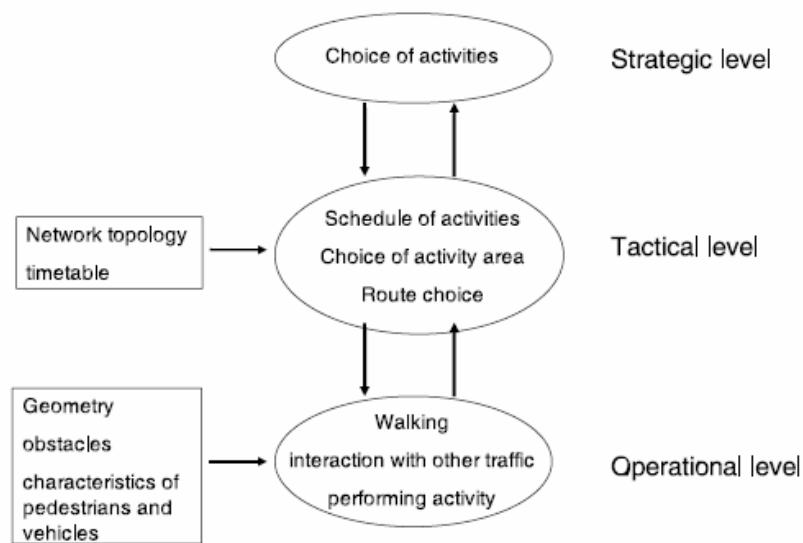 Choice of activities
Strategic level
Schedule of activities
Choice of activity area
Route choice
Network topology
timetable
Tactical level
Geometry
obstacles
characteristics of
pedestrians and
vehicles
Walking
interaction with other traffic
performing activity
Operational level